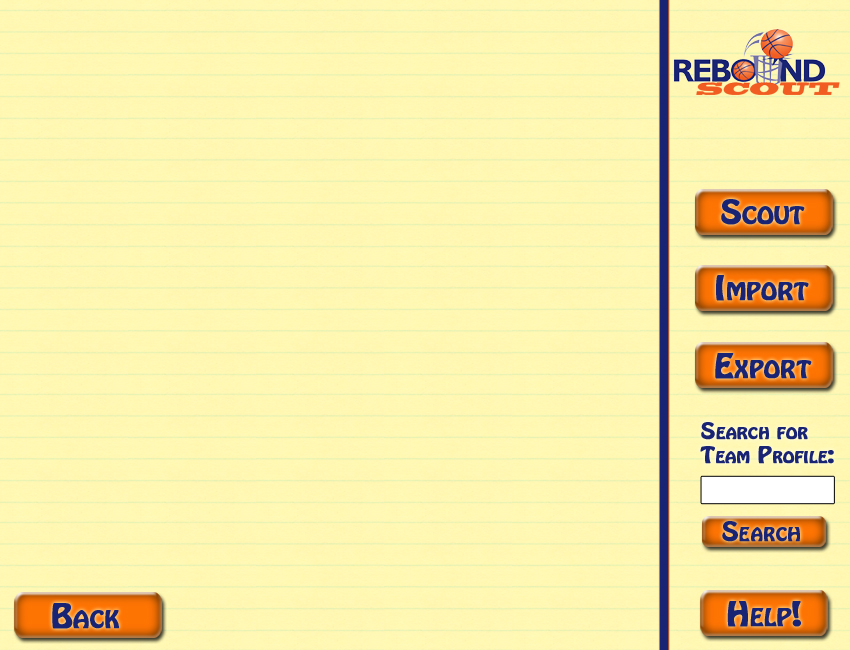 REBOUND
SCOUT
Scout
Import
Export
Search for
Team Profile:
Search
Back
Help!